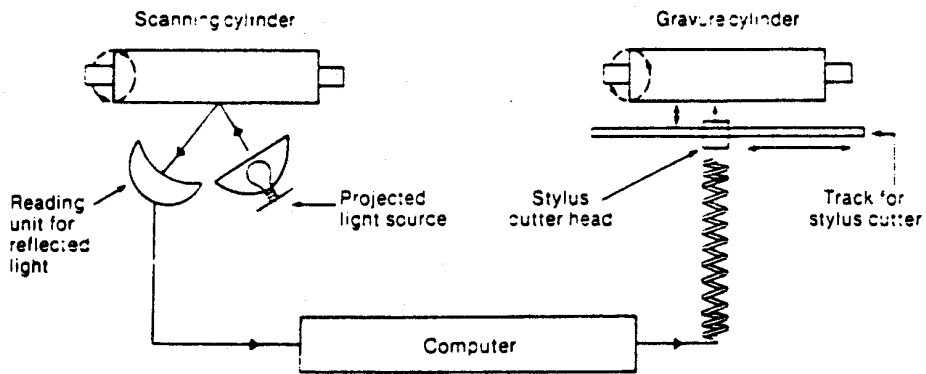 Scanning cylinder
Gravure cylinder
Reading
unit for
reflected
light
Projected
light source
Stylus
cutter head
Track for
stylus cutter
Computer